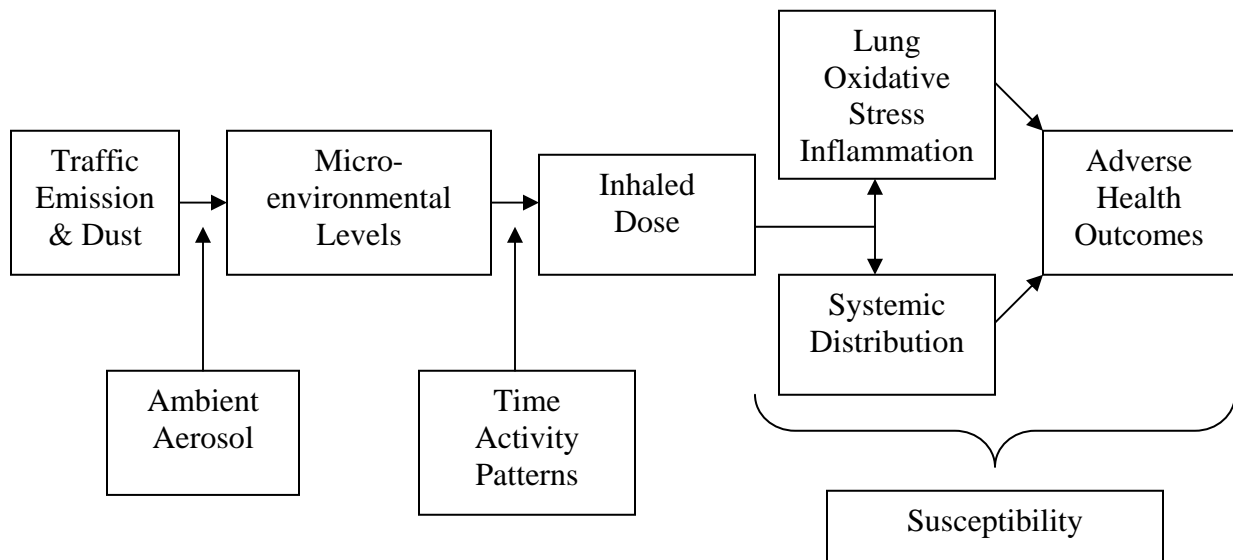 Traffic
Emission
& Dust
Micro-
environmental
Levels
Inhaled
Dose
Lung
Oxidative
Stress
Inflammation
Systemic
Distribution
Adverse
Health
Outcomes
Ambient
Aerosol
Time
Activity
Patterns
Susceptibility